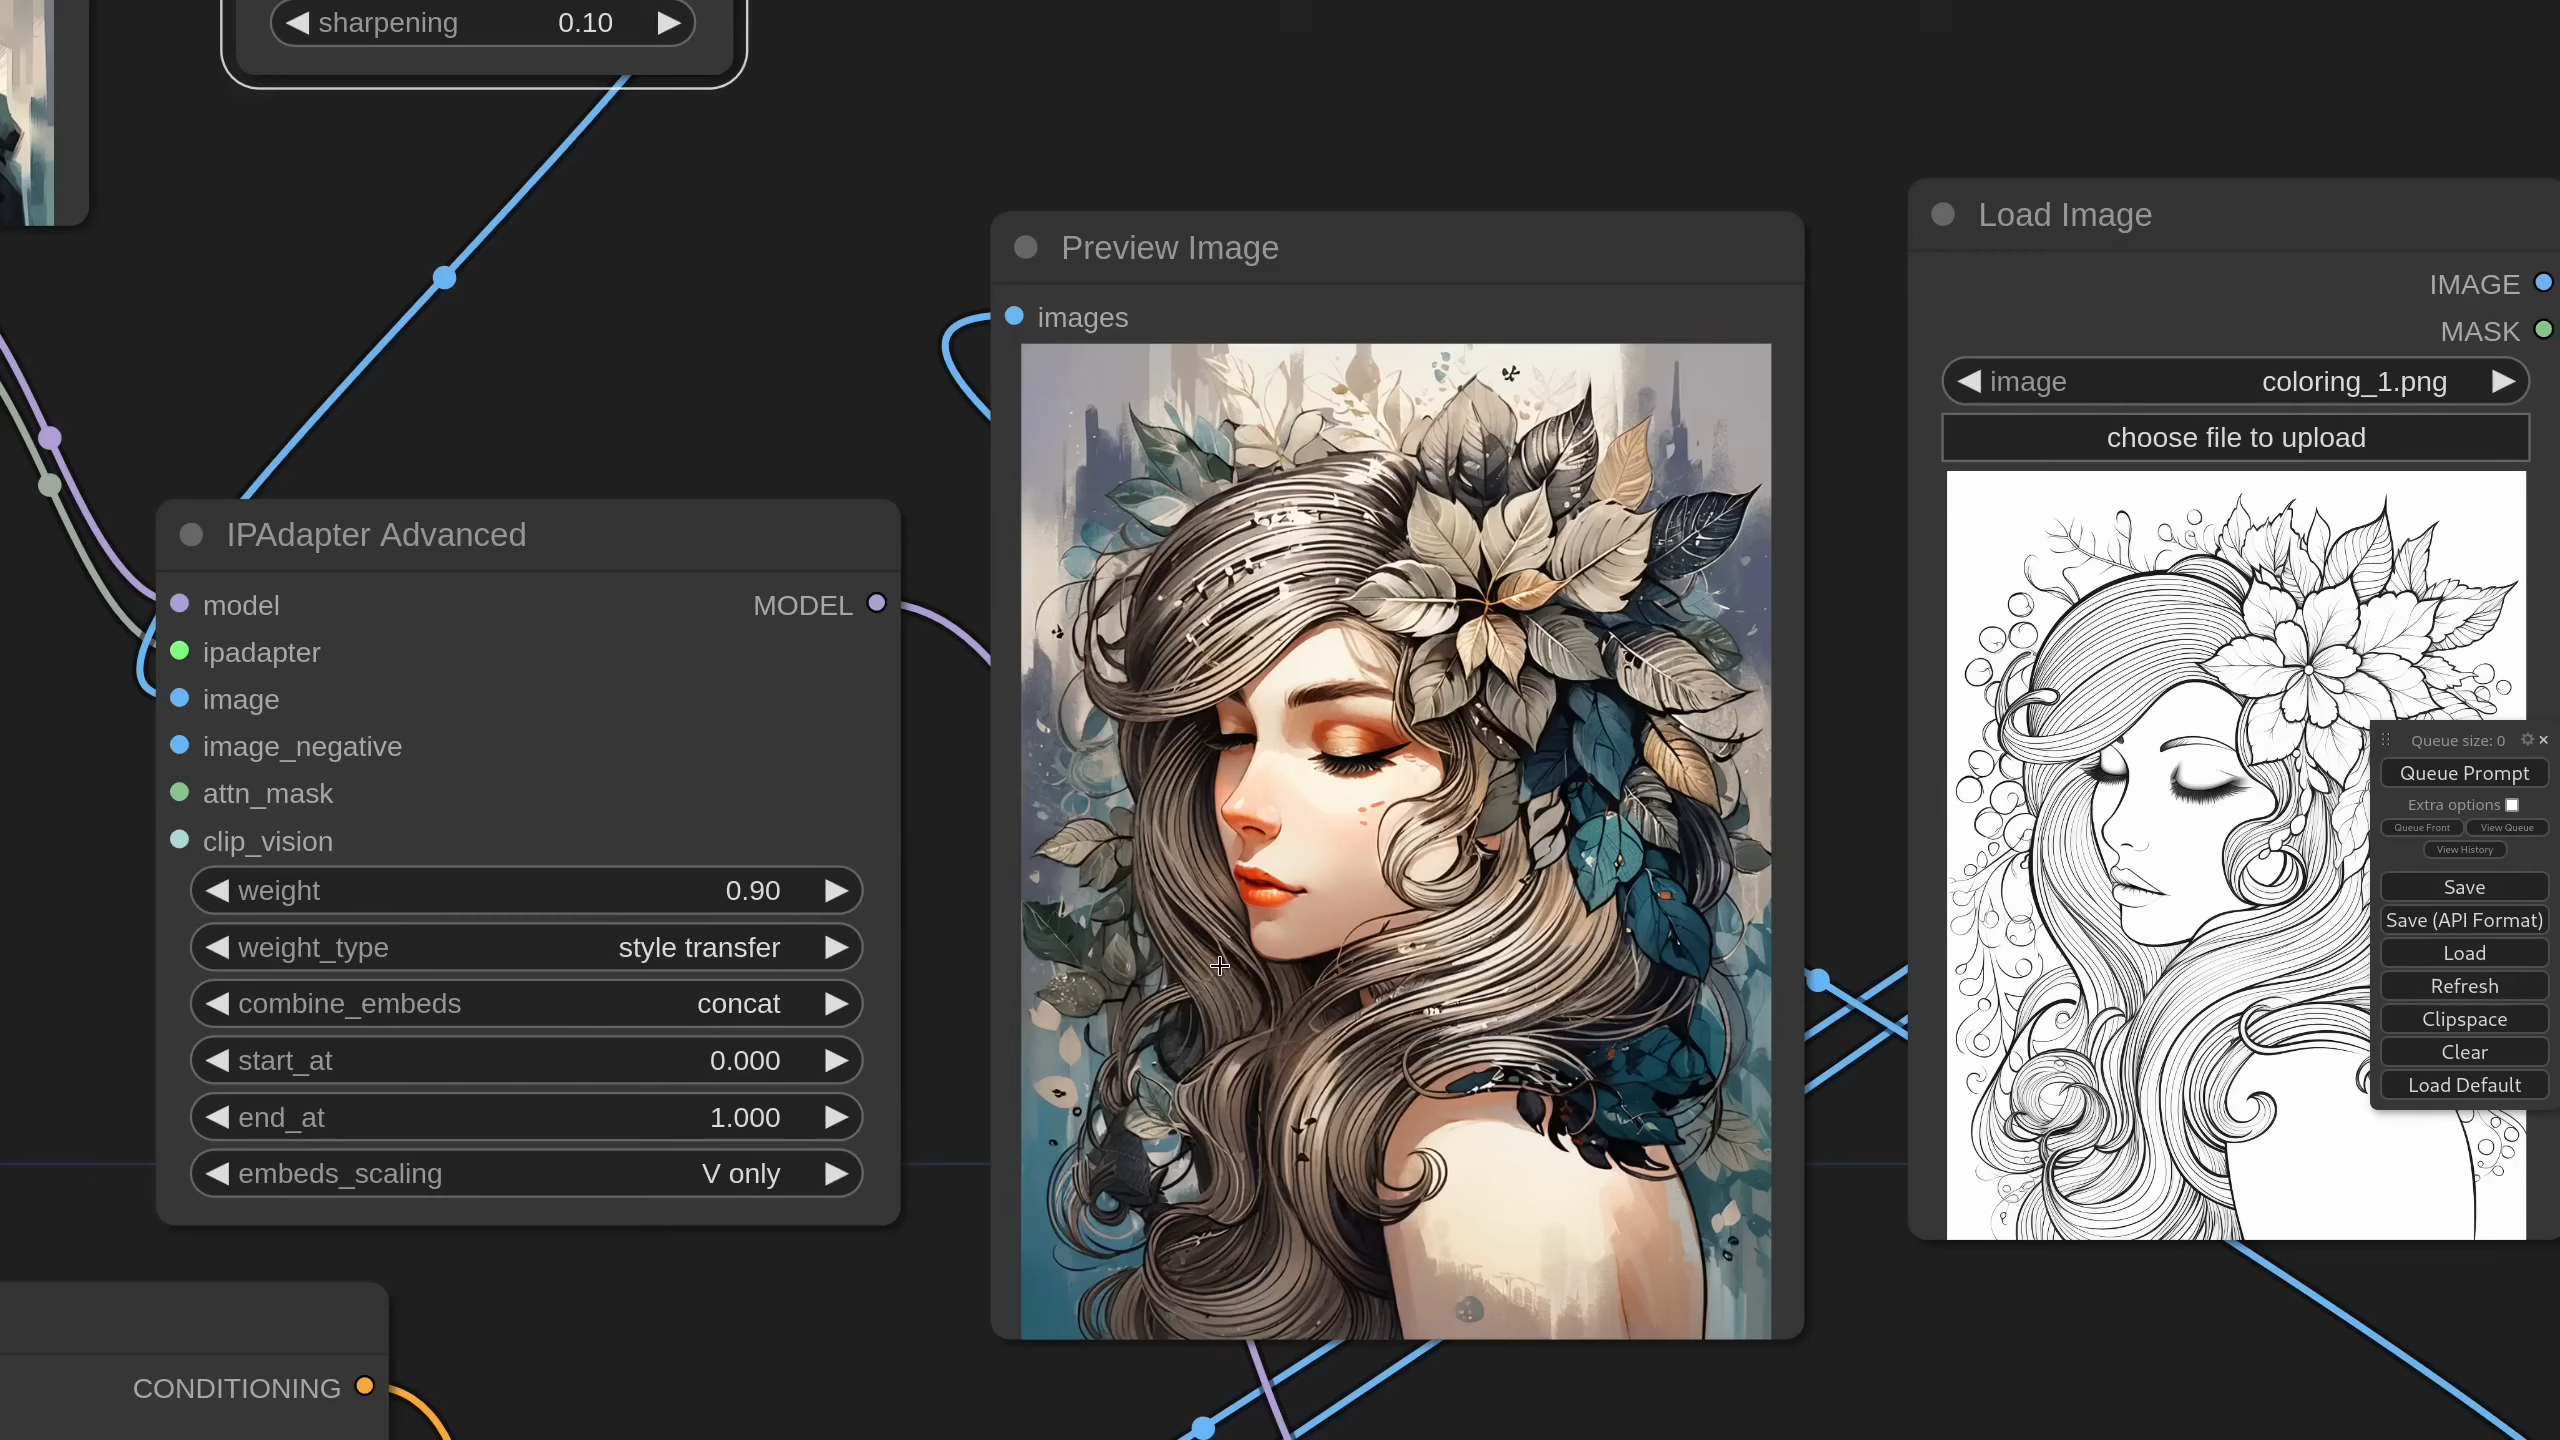 sharpening 0.10
IPAdapter Advanced
model MODEL
ipadapter
image
image_negative
attn_mask
clip_vision
weight 0.90
weight_type style transfer
combine_embeds concat
start_at 0.000
end_at 1.000
embeds_scaling V only
CONDITIONING
Preview Image
images
Load Image
IMAGE
MASK
image coloring_1.png
choose file to upload
Queue size: 0
Queue Prompt
Extra options
Queue Front View Queue
View History
Save
Save (API Format)
Load
Refresh
Clipspace
Clear
Load Default